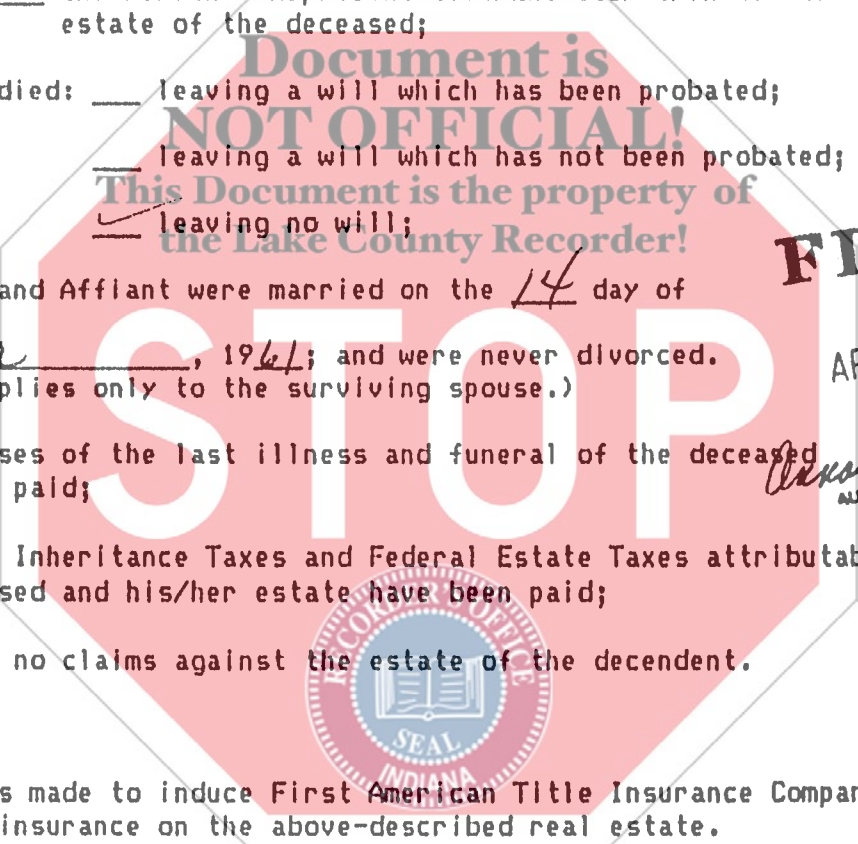 estate of the deceased;
Document is
died: ___ leaving a will which has been probated;
NOT OFFICIAL!
___ leaving a will which has not been probated;
This Document is the property of
✓ leaving no will;
the Lake County Recorder!
and Affiant were married on the 14 day of
, 1961; and were never divorced.
plies only to the surviving spouse.)
STOP
ses of the last illness and funeral of the deceased
paid;
Inheritance Taxes and Federal Estate Taxes attributab
sed and his/her estate have been paid;
no claims against the estate of the decendent.
RECORDER'S OFFICE
SEAL
INDIANA
s made to induce First American Title Insurance Compan
insurance on the above-described real estate.